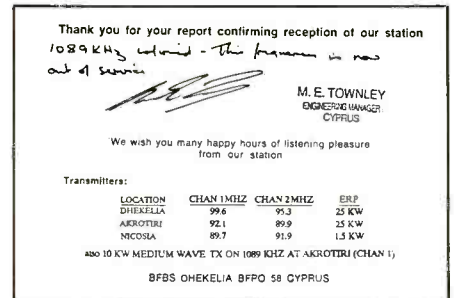 Thank you for your report confirming reception of our station
1089 KHz - This frequency is now
out of service
M. E. TOWNLEY
ENGINEERING MANAGER
CYPRUS
We wish you many happy hours of listening pleasure
from our station
Transmitters:
LOCATION CHAN 1MHZ CHAN 2MHZ ERP
DHEKELIA 99.6 95.3 25 KW
AKROTIRI 92.1 89.9 25 KW
NICOSIA 89.7 91.9 1.5 KW
also 10 KW MEDIUM WAVE TX ON 1089 KHZ AT AKROTIRI (CHAN 1)
BFBS DHEKELIA BFPO 58 CYPRUS